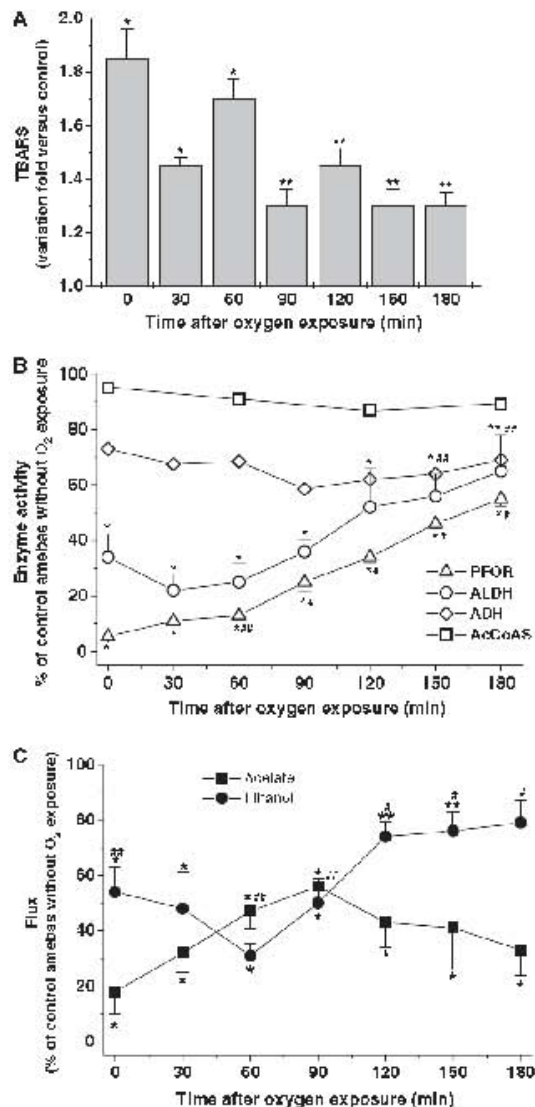 A
TBARS
(variation fold versus control)
2.0
1.8
1.6
1.4
1.2
1.0
*
*
*
**
**
**
**
0 30 60 90 120 150 180
Time after oxygen exposure (min)
B
Enzyme activity
% of control amebas without O2 exposure
100
80
60
40
20
0
PFOR
ALDH
ADH
AcCoAS
0 30 60 90 120 150 180
Time after oxygen exposure (min)
C
Flux
(% of control amebas without O2 exposure)
100
80
60
40
20
0
Acetate
Ethanol
0 30 60 90 120 150 180
Time after oxygen exposure (min)